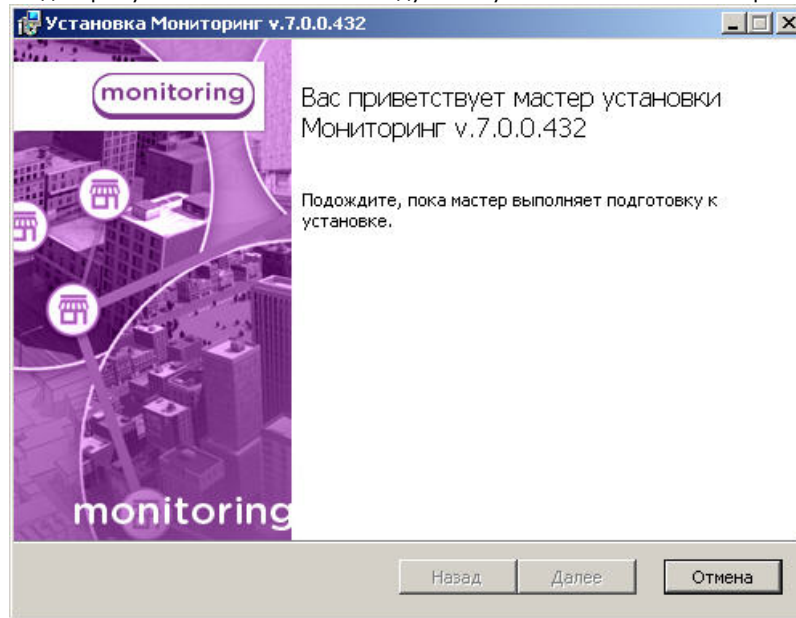 Установка Мониторинг v.7.0.0.432
monitoring
Вас приветствует мастер установки
Мониторинг v.7.0.0.432
Подождите, пока мастер выполняет подготовку к
установке.
monitoring
Назад
Далее
Отмена